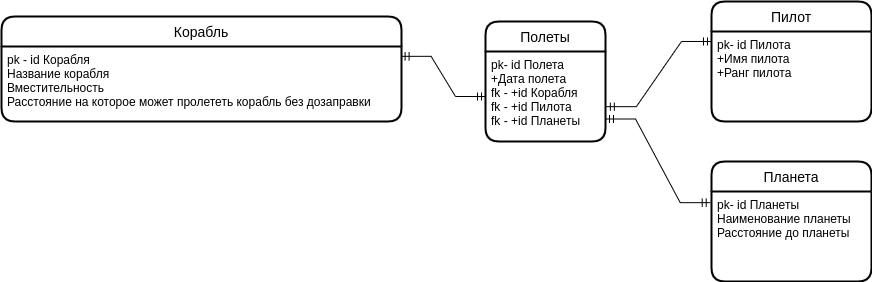 Корабль
pk - id Корабля
Название корабля
Вместительность
Расстояние на которое может пролететь корабль без дозаправки
Полеты
pk- id Полета
+Дата полета
fk - +id Корабля
fk - +id Пилота
fk - +id Планеты
Пилот
pk- id Пилота
+Имя пилота
+Ранг пилота
Планета
pk- id Планеты
Наименование планеты
Расстояние до планеты